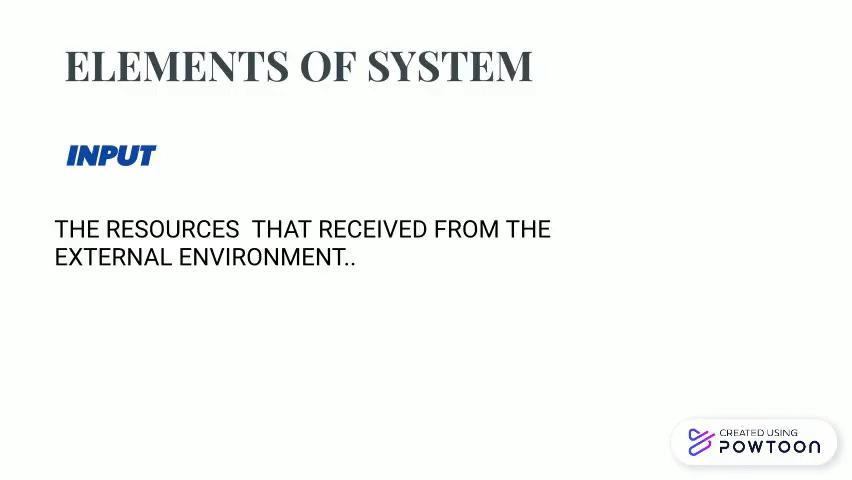 ELEMENTS OF SYSTEM
INPUT
THE RESOURCES THAT RECEIVED FROM THE
EXTERNAL ENVIRONMENT..
CREATED USING
POWTOON